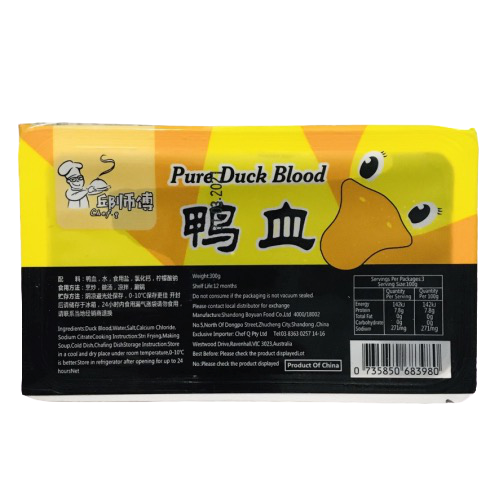 邱师傅
Chef.q
Pure Duck Blood
鸭血
配 料：鸭血、水、食用盐、氯化钙，柠檬酸钠
食用方法：烹炒，做汤，凉拌，涮锅
贮存方法：阴凉避光处保存，0-10℃保存更佳 开封
后请储存于冰箱，24小时内食用漏气涨袋请勿食用，
请联系当地经销商退换
Ingredients:Duck Blood,Water,Salt,Calcium Chloride,
Sodium CitrateCooking Instruction:Stri Frying,Making
Soup,Cold Dish,Chafing DishStorage Instruction:Store
in a cool and dry place under room temperature,0-10℃
is better.Store in refrigerator after opening for up to 24
hoursNet
Weight:300g
Shelf Life:12 months
Do not consume if the packaging is not vacuum sealed.
Please contact local distributor for exchange
Manufacture:Shandong Boyuan Food Co.,Ltd 4000/18002
No.5,North Of Dongpo Street,Zhucheng City,Shandong .China
Exclusive Importer: Chef Q Pty Ltd Tel:03 8363 0257 14-16
Westwood Drive,Ravenhall.VIC 3023,Australia
Best Before: Please check the product displayedLot
No.:Please check the product displayed
Product Of China
Servings Per Packages:3
Serving Size:100g
Quantity Per Serving
Quantity Per 100g
Energy 142kJ 142kJ
Protein 7.8g 7.8g
Total Fat 0g 0g
Carbohydrate 0g 0g
Sodium 271mg 271mg
0 735850 683980